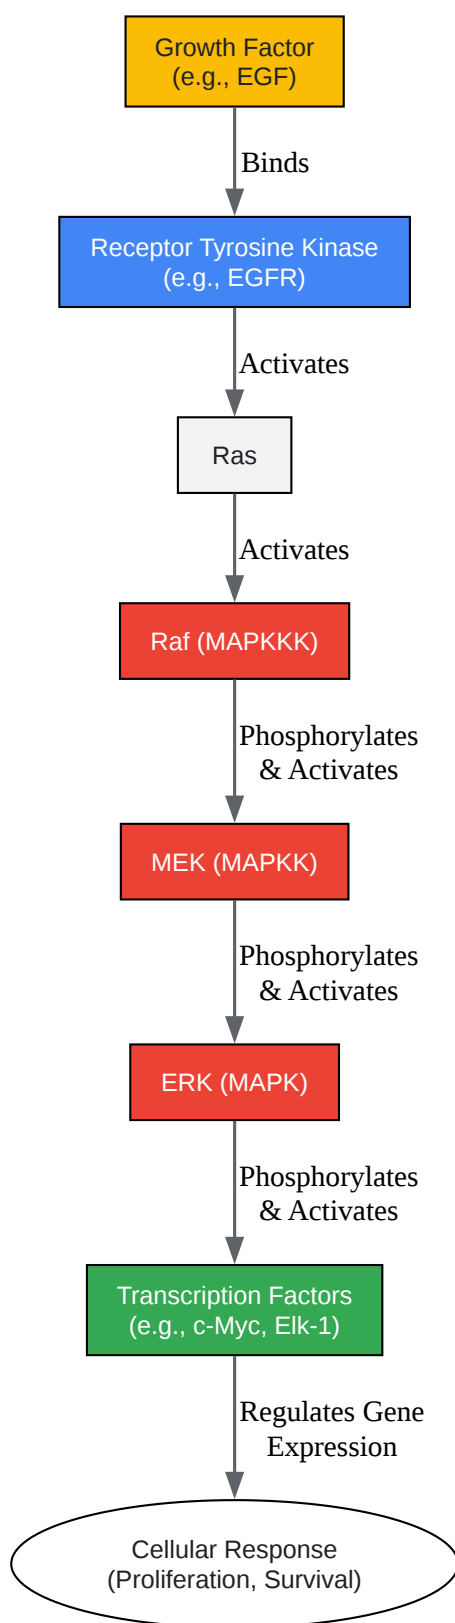 Growth Factor
(e.g., EGF)
Binds
Receptor Tyrosine Kinase
(e.g., EGFR)
Activates
Ras
Activates
Raf (MAPKKK)
Phosphorylates
& Activates
MEK (MAPKK)
Phosphorylates
& Activates
ERK (MAPK)
Phosphorylates
& Activates
Transcription Factors
(e.g., c-Myc, Elk-1)
Regulates Gene
Expression
Cellular Response
(Proliferation, Survival)